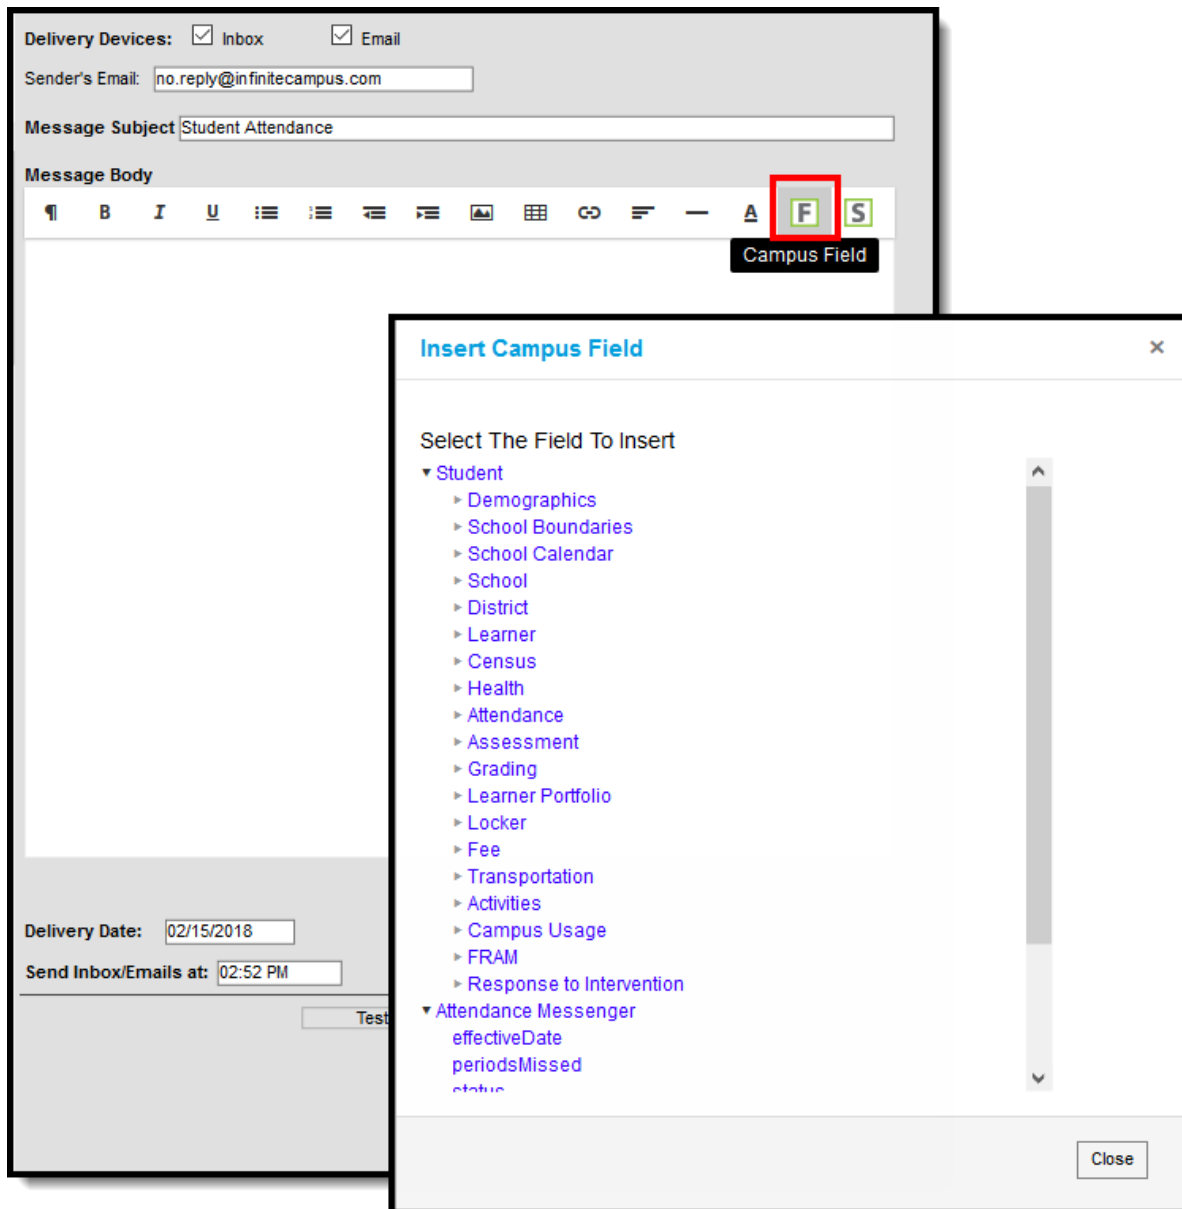 Delivery Devices: Inbox Email
Sender's Email: no.reply@infinitecampus.com
Message Subject Student Attendance
Message Body
¶ B I U A F S
Campus Field
Insert Campus Field ×
Select The Field To Insert
Student
Demographics
School Boundaries
School Calendar
School
District
Learner
Census
Health
Attendance
Assessment
Grading
Learner Portfolio
Locker
Fee
Transportation
Activities
Campus Usage
FRAM
Response to Intervention
Attendance Messenger
effectiveDate
periodsMissed
status
Delivery Date: 02/15/2018
Send Inbox/Emails at: 02:52 PM
Test
Close